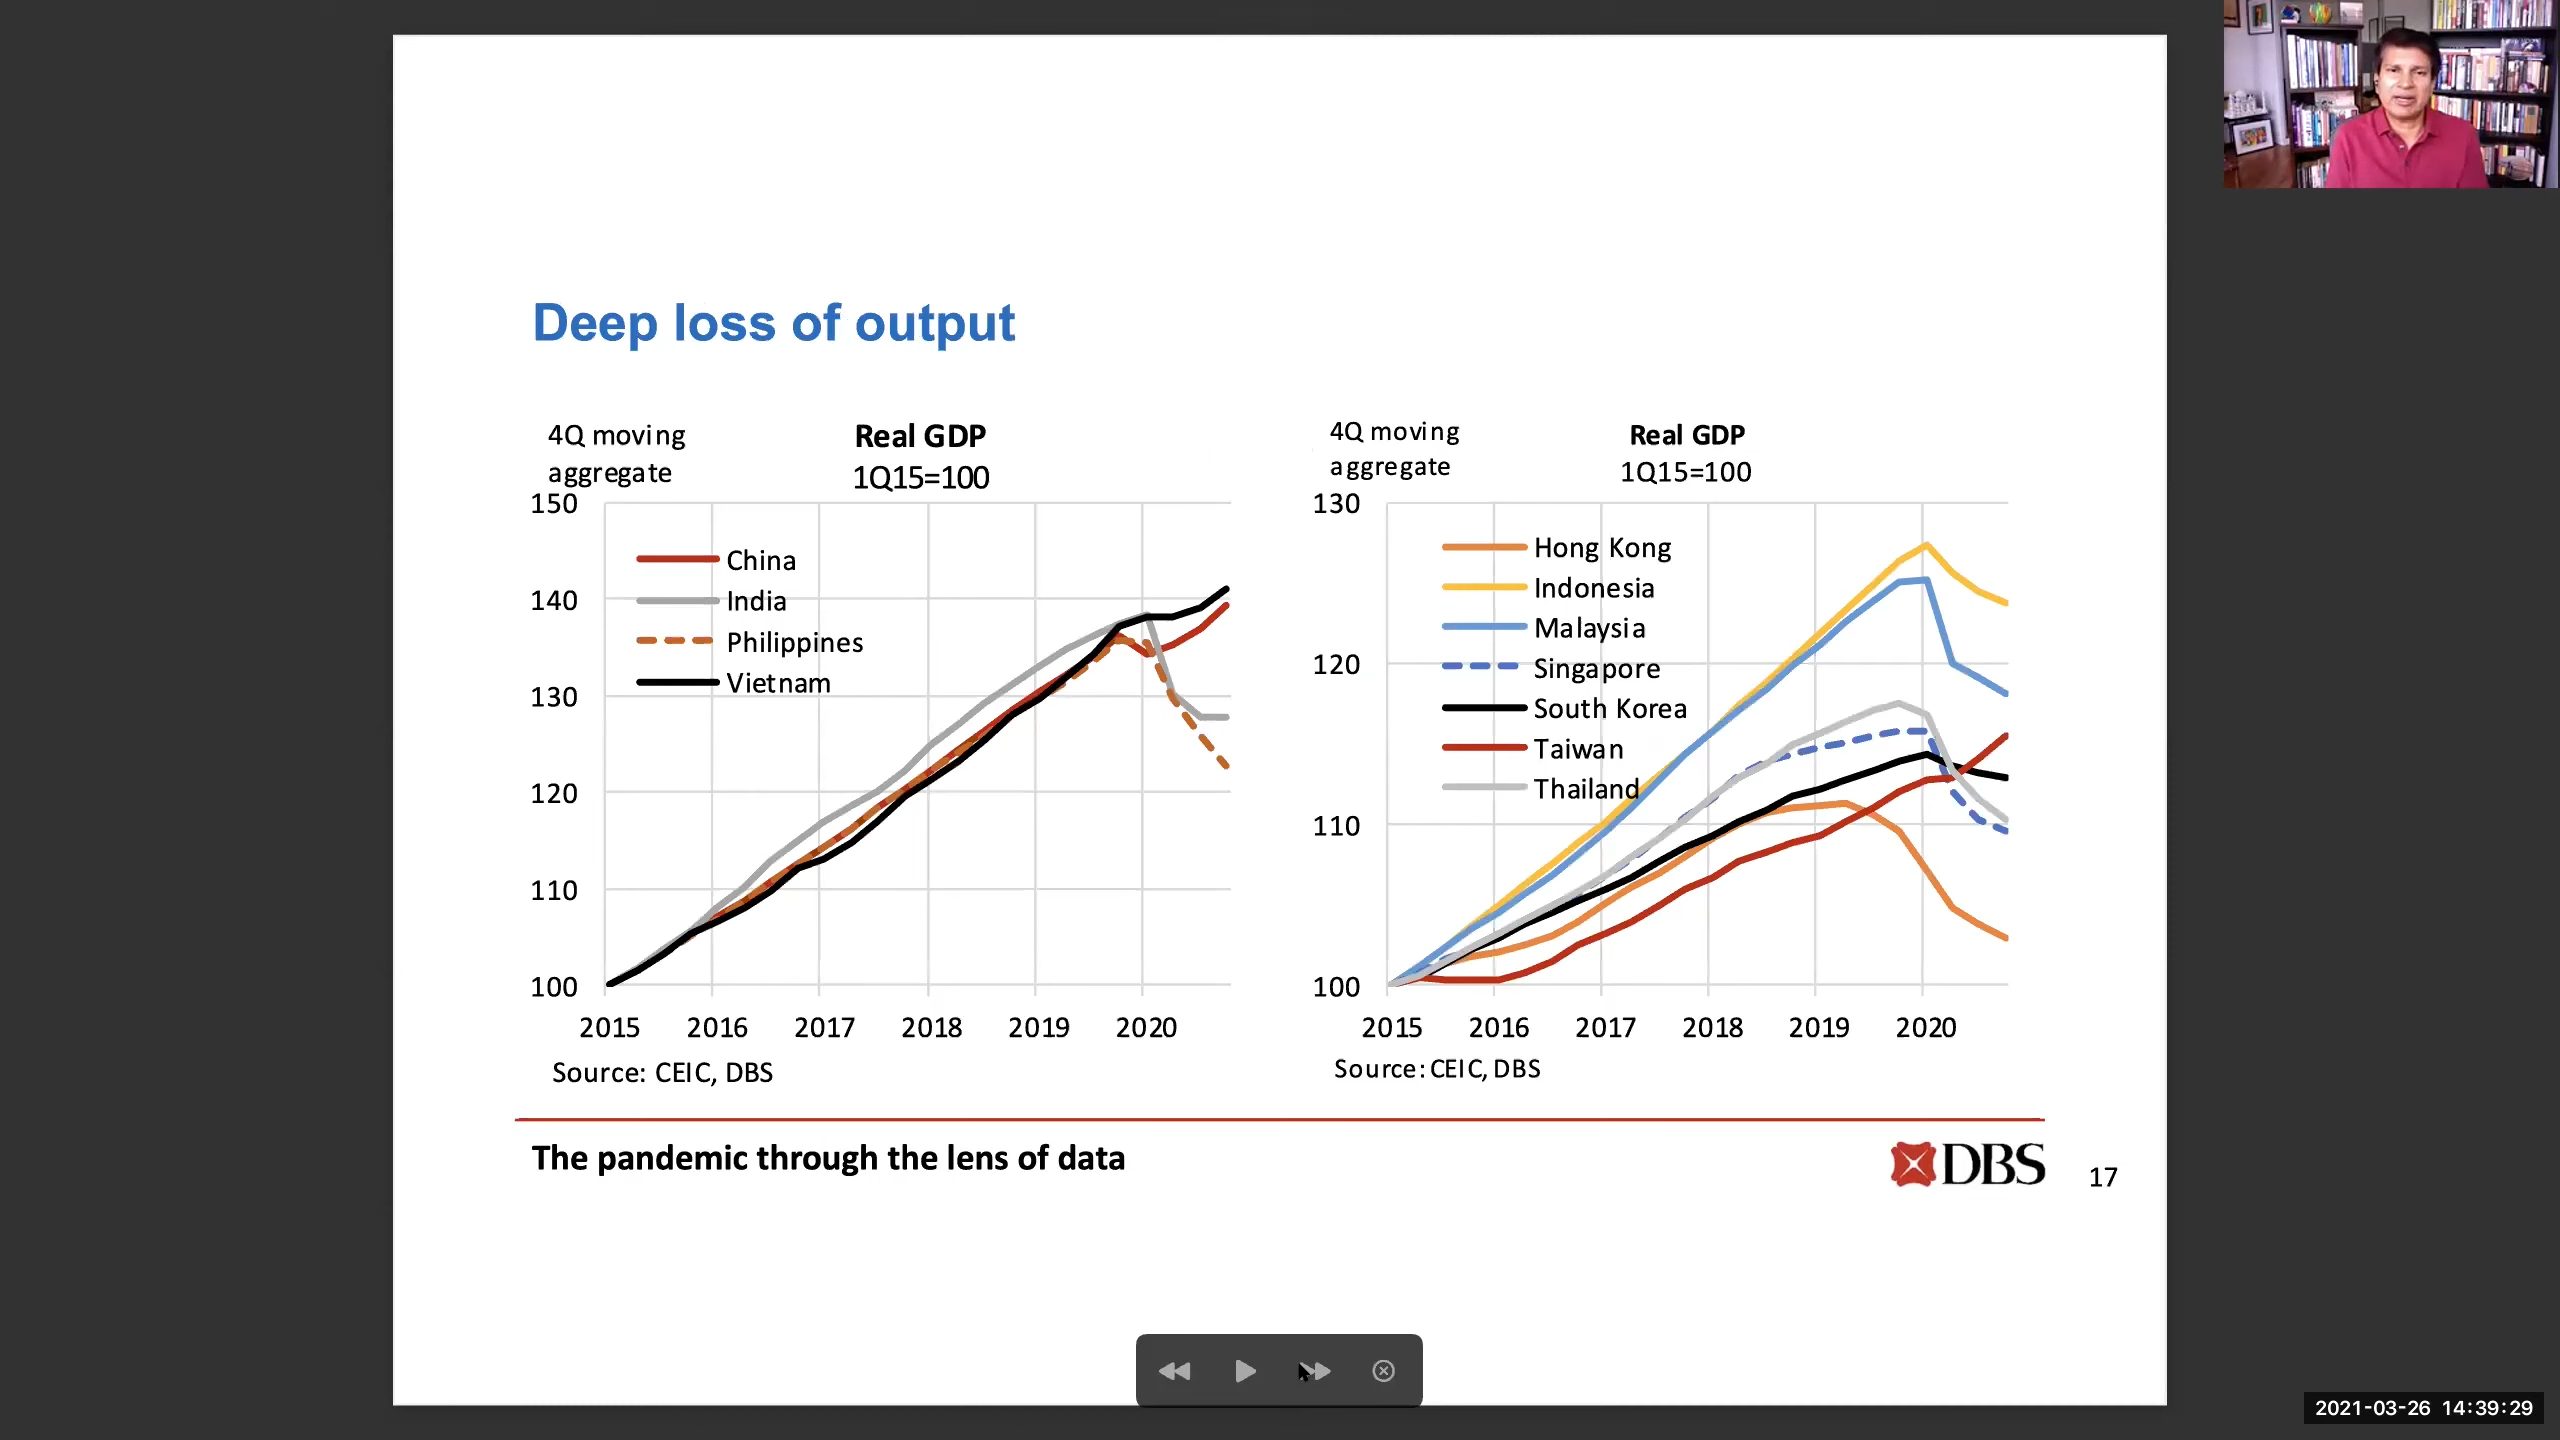 Deep loss of output
4Q moving
aggregate
Real GDP
1Q15=100
150
140
130
120
110
100
China
India
Philippines
Vietnam
2015 2016 2017 2018 2019 2020
Source: CEIC, DBS
4Q moving
aggregate
Real GDP
1Q15=100
130
120
110
100
Hong Kong
Indonesia
Malaysia
Singapore
South Korea
Taiwan
Thailand
2015 2016 2017 2018 2019 2020
Source: CEIC, DBS
The pandemic through the lens of data
DBS
17
2021-03-26 14:39:29